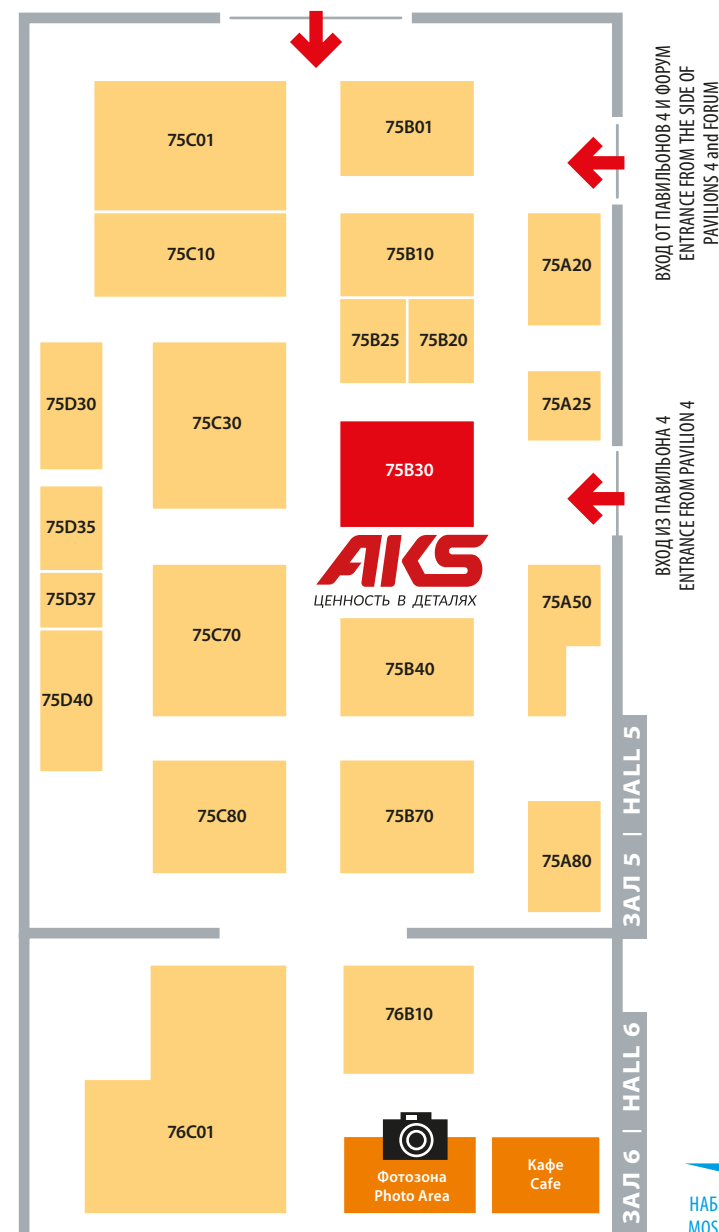 75C01
75B01
75C10
75B10
75A20
75B25
75B20
75D30
75C30
75A25
75B30
AKS
ЦЕННОСТЬ В ДЕТАЛЯХ
75D35
75D37
75C70
75A50
75B40
75D40
75C80
75B70
75A80
ВХОД ОТ ПАВИЛЬОНОВ 4 И ФОРУМ
ENTRANCE FROM THE SIDE OF
PAVILIONS 4 and FORUM
ВХОД ИЗ ПАВИЛЬОНА 4
ENTRANCE FROM PAVILION 4
ЗАЛ 5 | HALL 5
76B10
76C01
Фотозона
Photo Area
Кафе
Cafe
ЗАЛ 6 | HALL 6
НАБ
MOS